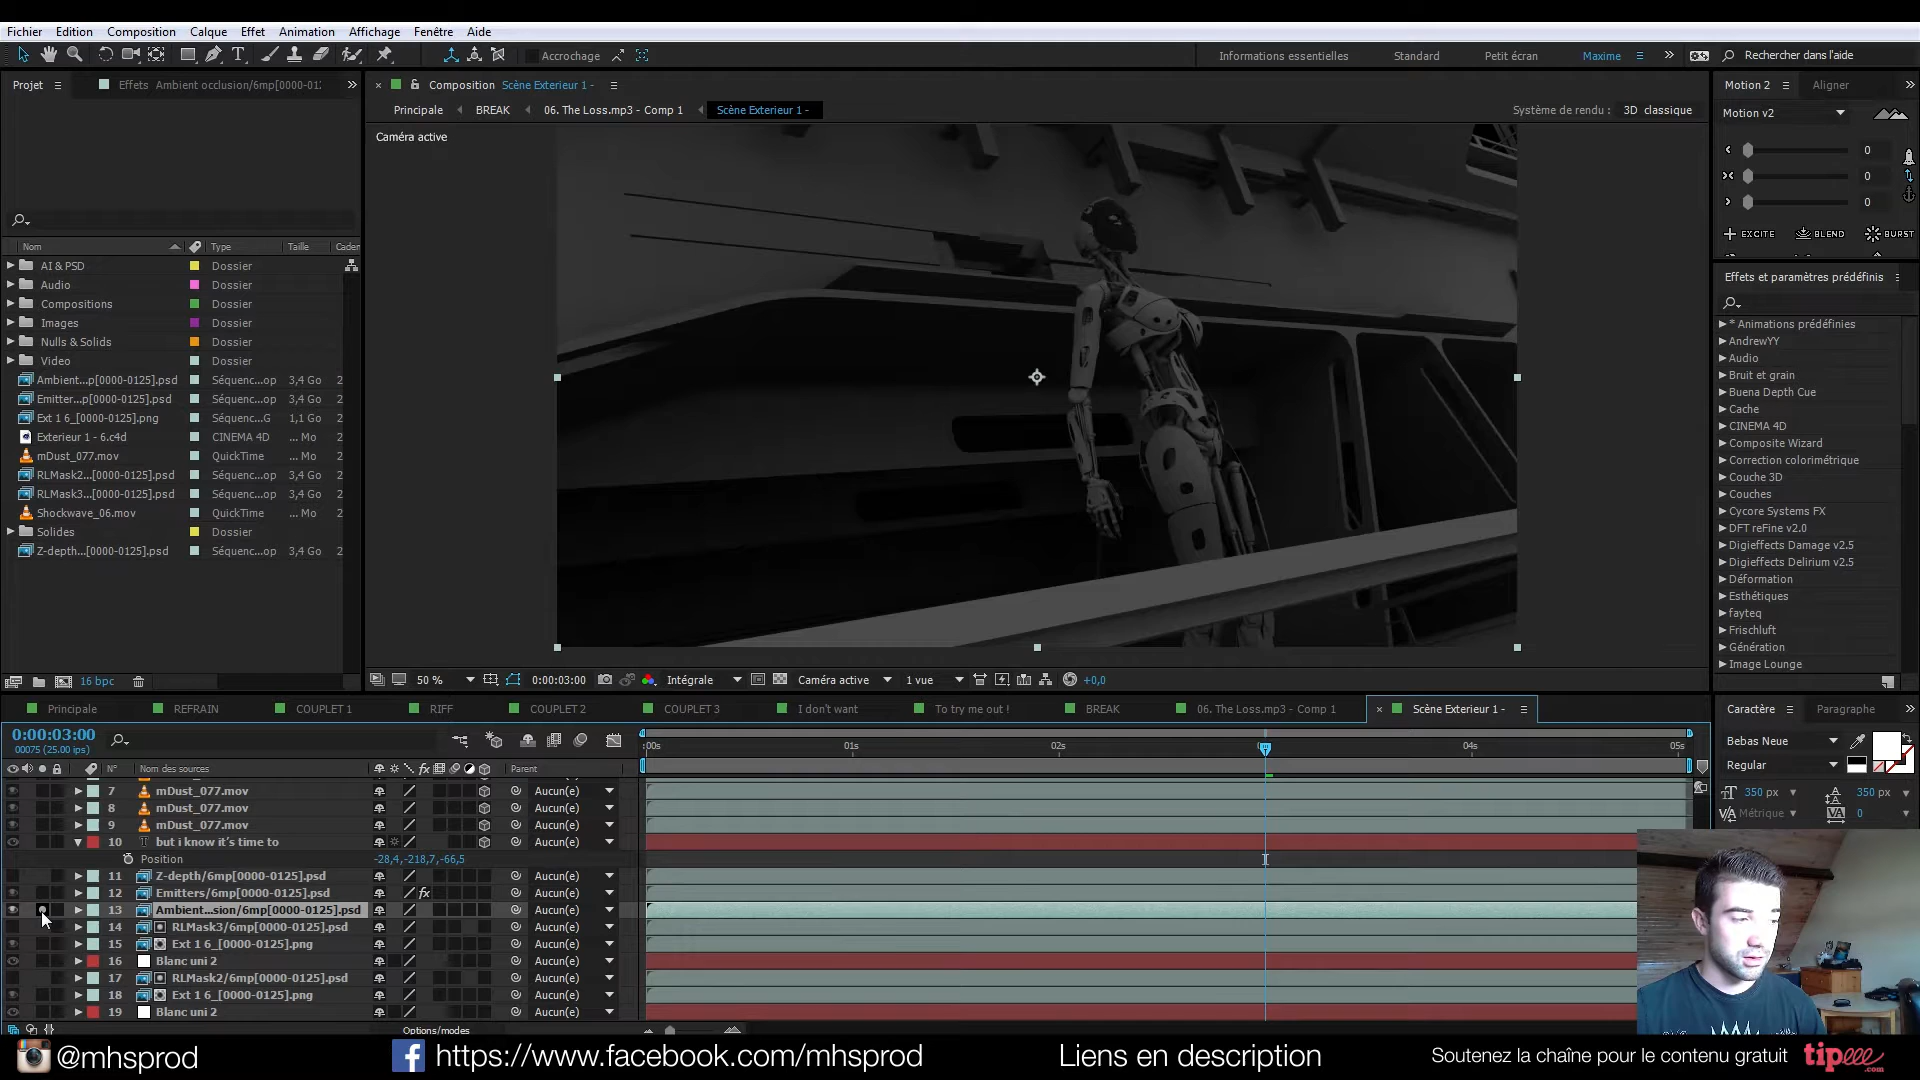 Fichier Edition Composition Calque Effet Animation Affichage Fenêtre Aide
Accrochage
Informations essentielles Standard Petit écran Maxime Rechercher dans l'aide
Projet Effets Ambient occlusion/6mp[0000-01:
Nom Type Taille Caden
AI & PSD Dossier
Audio Dossier
Compositions Dossier
Images Dossier
Nulls & Solids Dossier
Video Dossier
Ambient...p[0000-0125].psd Séquenc...op 3,4 Go 2
Emitter...p[0000-0125].psd Séquenc...op 3,4 Go 2
Ext 1 6_[0000-0125].png Séquenc...G 1,1 Go 2
Exterieur 1 - 6.c4d CINEMA 4D ... Mo
mDust_077.mov QuickTime ... Mo
RLMask2...[0000-0125].psd Séquenc...op 3,4 Go 2
RLMask3...[0000-0125].psd Séquenc...op 3,4 Go 2
Shockwave_06.mov QuickTime ... Mo
Solides Dossier
Z-depth...[0000-0125].psd Séquenc...op 3,4 Go 2
16 bpc
Composition Scène Exterieur 1 -
Principale BREAK 06. The Loss.mp3 - Comp 1 Scène Exterieur 1 -
Système de rendu : 3D classique
Caméra active
50 % 0:00:03:00 Intégrale Caméra active 1 vue +0,0
Motion 2 Aligner
Motion v2
0
0
0
EXCITE BLEND BURST
Effets et paramètres prédéfinis
* Animations prédéfinies
AndrewYY
Audio
Bruit et grain
Buena Depth Cue
Cache
CINEMA 4D
Composite Wizard
Correction colorimétrique
Couche 3D
Couches
Cycore Systems FX
DFT reFine v2.0
Digieffects Damage v2.5
Digieffects Delirium v2.5
Déformation
Esthétiques
fayteq
Frischluft
Génération
Image Lounge
Principale REFRAIN COUPLET 1 RIFF COUPLET 2 COUPLET 3 I don't want To try me out ! BREAK 06. The Loss.mp3 - Comp 1 Scène Exterieur 1 -
0:00:03:00
00075 (25.00 ips)
:00s 01s 02s 04s 05s
N° Nom des sources Parent
7 mDust_077.mov Aucun(e)
8 mDust_077.mov Aucun(e)
9 mDust_077.mov Aucun(e)
10 but i know it's time to Aucun(e)
Position -28,4,-218,7,-66,5
11 Z-depth/6mp[0000-0125].psd Aucun(e)
12 Emitters/6mp[0000-0125].psd Aucun(e)
13 Ambient...sion/6mp[0000-0125].psd Aucun(e)
14 RLMask3/6mp[0000-0125].psd Aucun(e)
15 Ext 1 6_[0000-0125].png Aucun(e)
16 Blanc uni 2 Aucun(e)
17 RLMask2/6mp[0000-0125].psd Aucun(e)
18 Ext 1 6_[0000-0125].png Aucun(e)
19 Blanc uni 2 Aucun(e)
Options/modes
Caractère Paragraphe
Bebas Neue
Regular
350 px 350 px
Métrique 0
@mhsprod https://www.facebook.com/mhsprod Liens en description Soutenez la chaîne pour le contenu gratuit tipeee.com